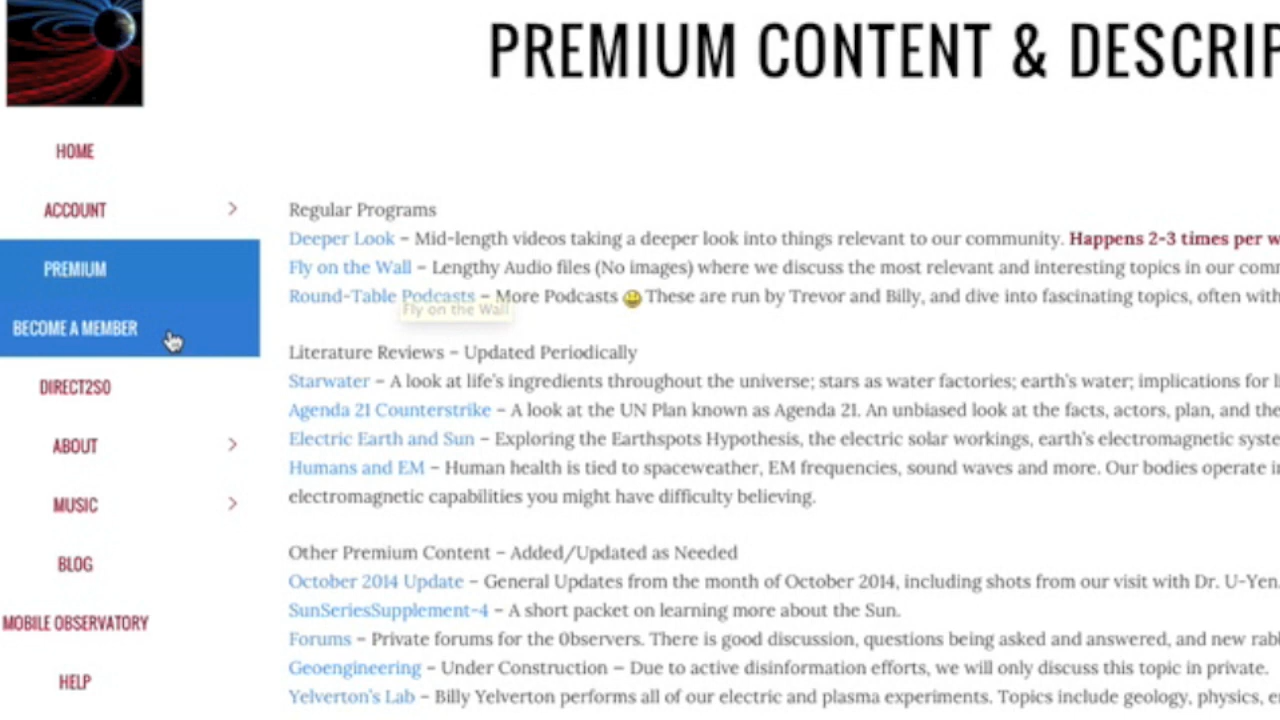 PREMIUM CONTENT & DESCRIP
HOME
ACCOUNT
PREMIUM
BECOME A MEMBER
DIRECT2SO
ABOUT
MUSIC
BLOG
MOBILE OBSERVATORY
HELP
Regular Programs
Deeper Look – Mid-length videos taking a deeper look into things relevant to our community. Happens 2-3 times per w
Fly on the Wall – Lengthy Audio files (No images) where we discuss the most relevant and interesting topics in our com
Round-Table Podcasts – More Podcasts These are run by Trevor and Billy, and dive into fascinating topics, often with
Fly on the Wall
Literature Reviews – Updated Periodically
Starwater – A look at life's ingredients throughout the universe; stars as water factories; earth's water; implications for li
Agenda 21 Counterstrike – A look at the UN Plan known as Agenda 21. An unbiased look at the facts, actors, plan, and the
Electric Earth and Sun – Exploring the Earthspots Hypothesis, the electric solar workings, earth's electromagnetic syste
Humans and EM – Human health is tied to spaceweather, EM frequencies, sound waves and more. Our bodies operate i
electromagnetic capabilities you might have difficulty believing.
Other Premium Content – Added/Updated as Needed
October 2014 Update – General Updates from the month of October 2014, including shots from our visit with Dr. U-Yen.
SunSeriesSupplement-4 – A short packet on learning more about the Sun.
Forums – Private forums for the 0bservers. There is good discussion, questions being asked and answered, and new rabb
Geoengineering – Under Construction – Due to active disinformation efforts, we will only discuss this topic in private.
Yelverton's Lab – Billy Yelverton performs all of our electric and plasma experiments. Topics include geology, physics, e